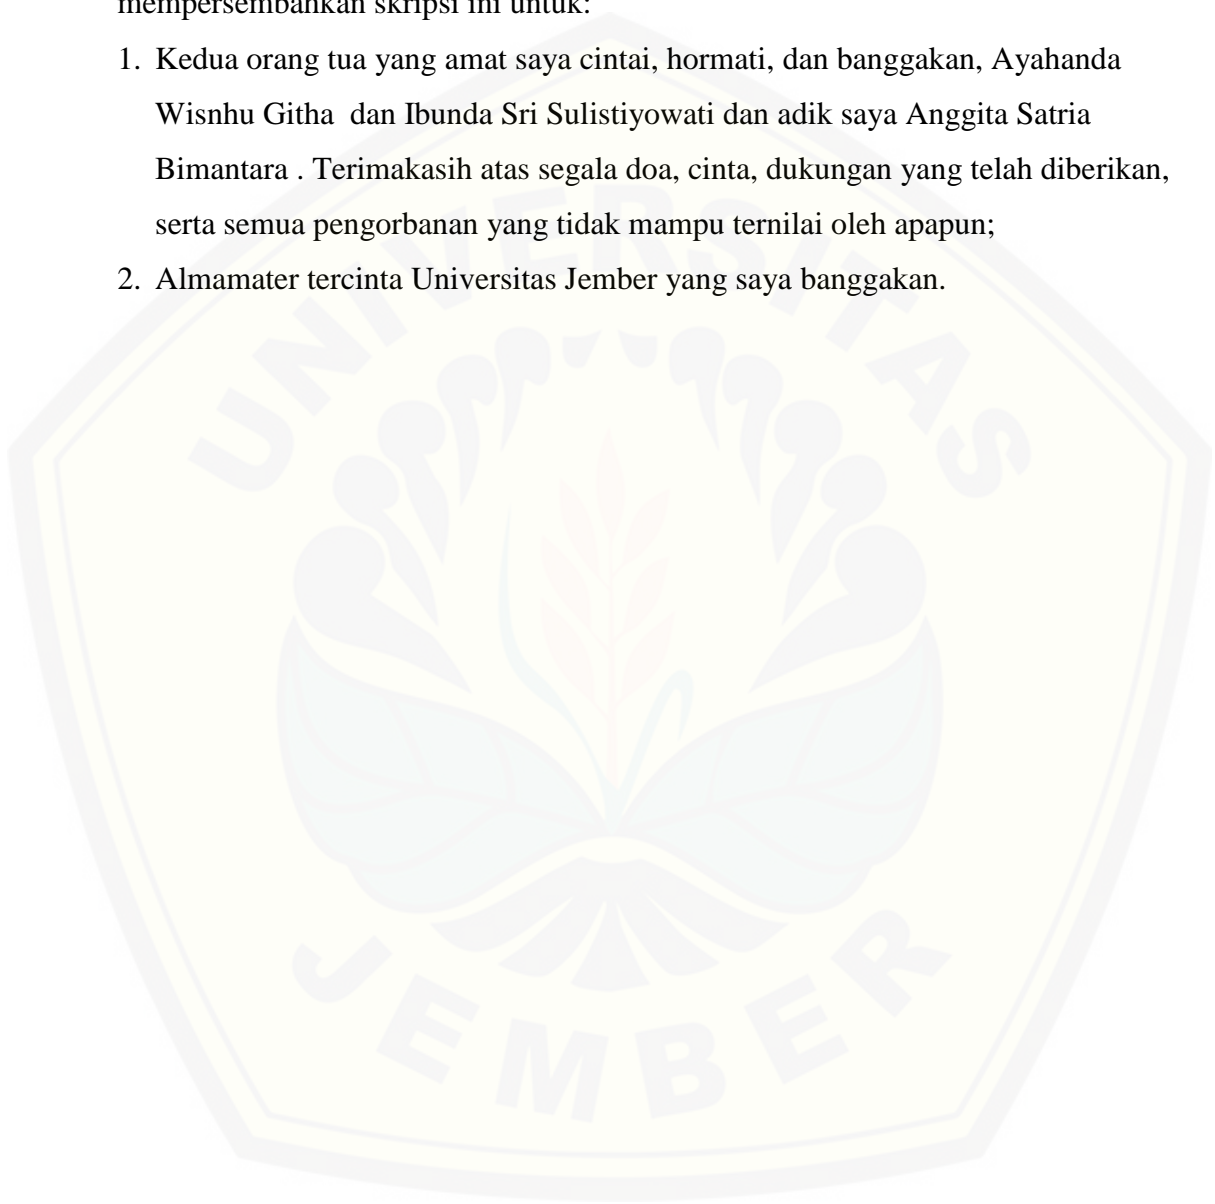 mempersembahkan skripsi ini untuk:
1. Kedua orang tua yang amat saya cintai, hormati, dan banggakan, Ayahanda
Wisnhu Githa  dan Ibunda Sri Sulistiyowati dan adik saya Anggita Satria
Bimantara . Terimakasih atas segala doa, cinta, dukungan yang telah diberikan,
serta semua pengorbanan yang tidak mampu ternilai oleh apapun;
2. Almamater tercinta Universitas Jember yang saya banggakan.
UNIVERSITAS
JEMBER